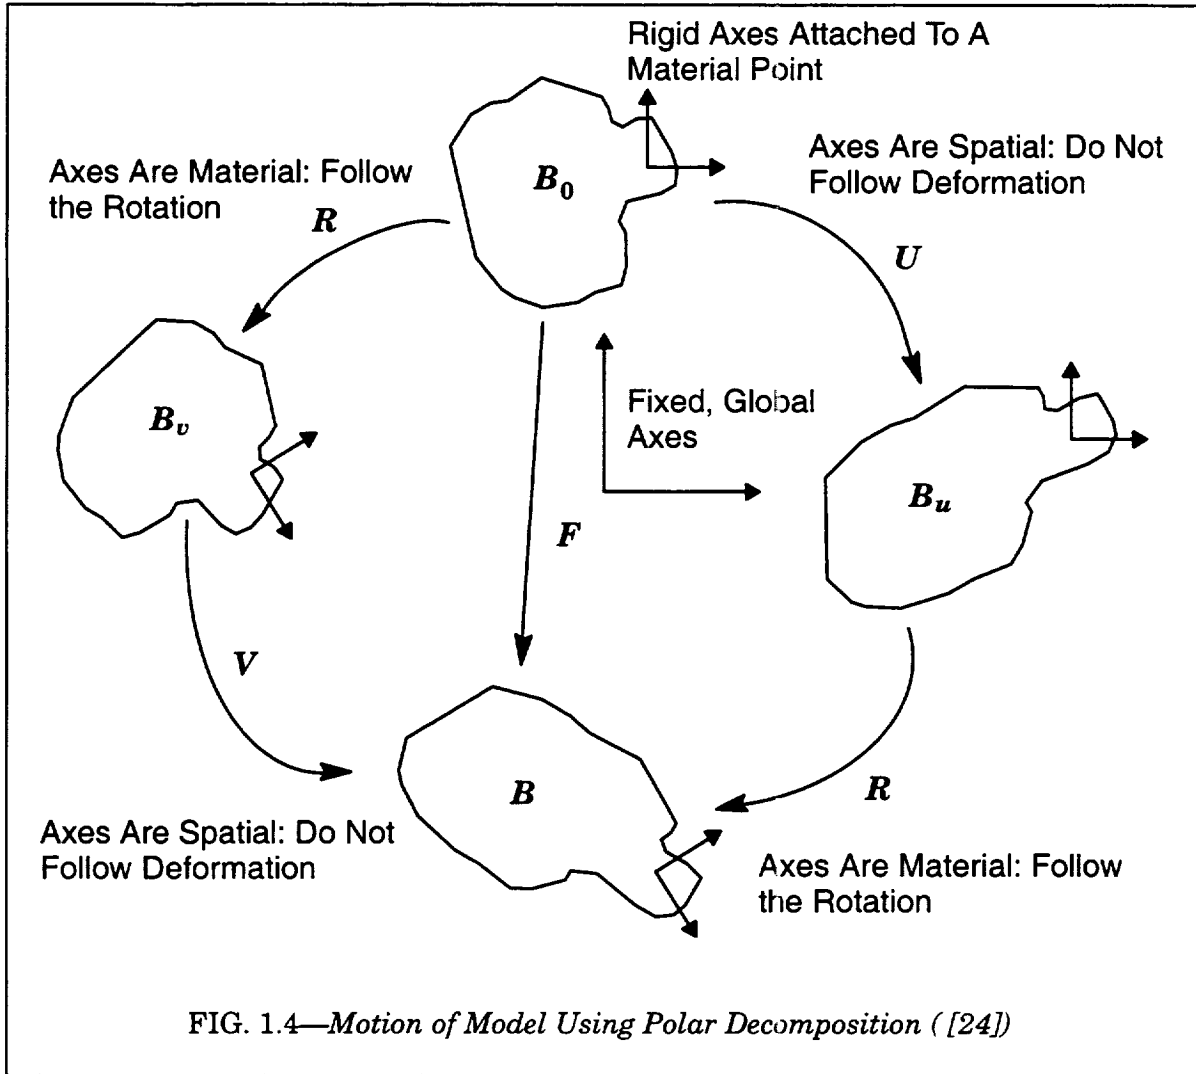 Rigid Axes Attached To A
Material Point
Axes Are Material: Follow
the Rotation
Axes Are Spatial: Do Not
Follow Deformation
B₀
R
U
Fixed, Global
Axes
Bᵥ
Bᵤ
F
V
B
R
Axes Are Spatial: Do Not
Follow Deformation
Axes Are Material: Follow
the Rotation
FIG. 1.4—Motion of Model Using Polar Decomposition ( [24])